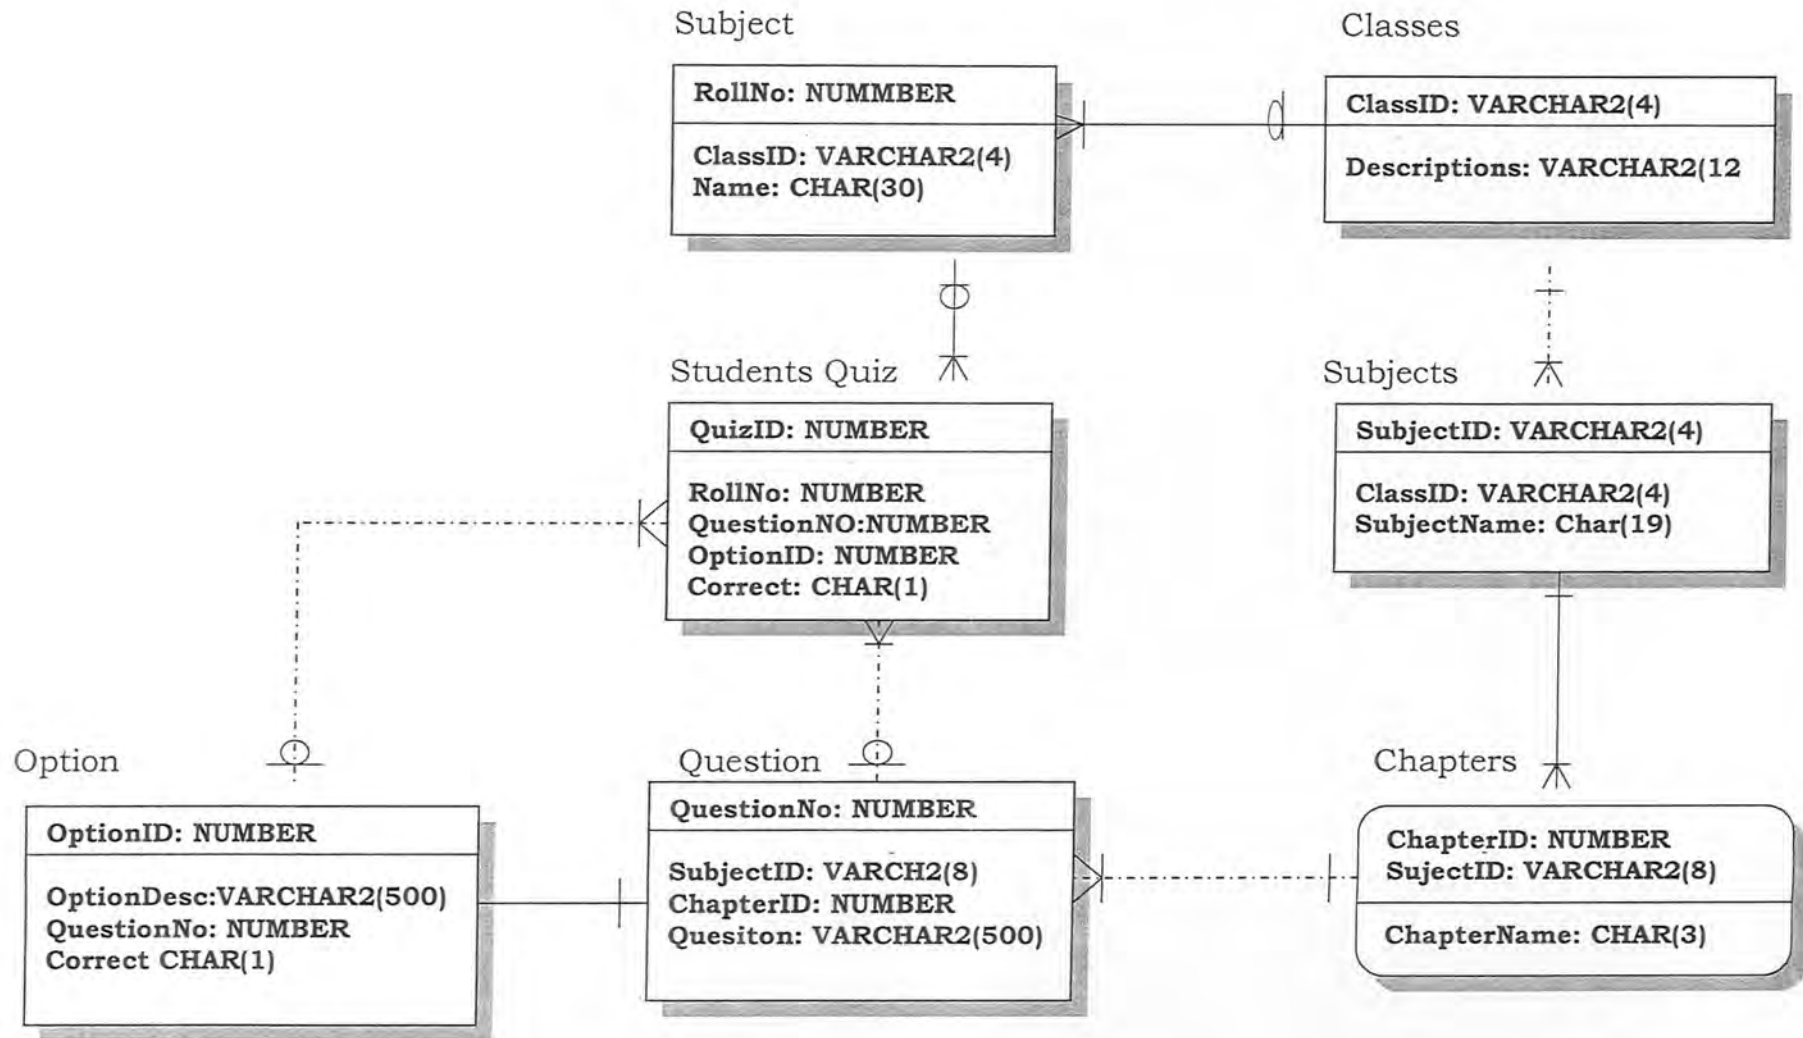 Subject
RollNo: NUMMBER
ClassID: VARCHAR2(4)
Name: CHAR(30)
Classes
ClassID: VARCHAR2(4)
Descriptions: VARCHAR2(12
Students Quiz
QuizID: NUMBER
RollNo: NUMBER
QuestionNO:NUMBER
OptionID: NUMBER
Correct: CHAR(1)
Subjects
SubjectID: VARCHAR2(4)
ClassID: VARCHAR2(4)
SubjectName: Char(19)
Option
OptionID: NUMBER
OptionDesc:VARCHAR2(500)
QuestionNo: NUMBER
Correct CHAR(1)
Question
QuestionNo: NUMBER
SubjectID: VARCH2(8)
ChapterID: NUMBER
Quesiton: VARCHAR2(500)
Chapters
ChapterID: NUMBER
SujectID: VARCHAR2(8)
ChapterName: CHAR(3)